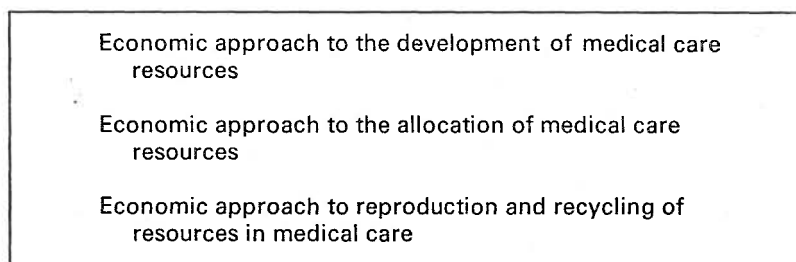 Economic approach to the development of medical care
resources
Economic approach to the allocation of medical care
resources
Economic approach to reproduction and recycling of
resources in medical care